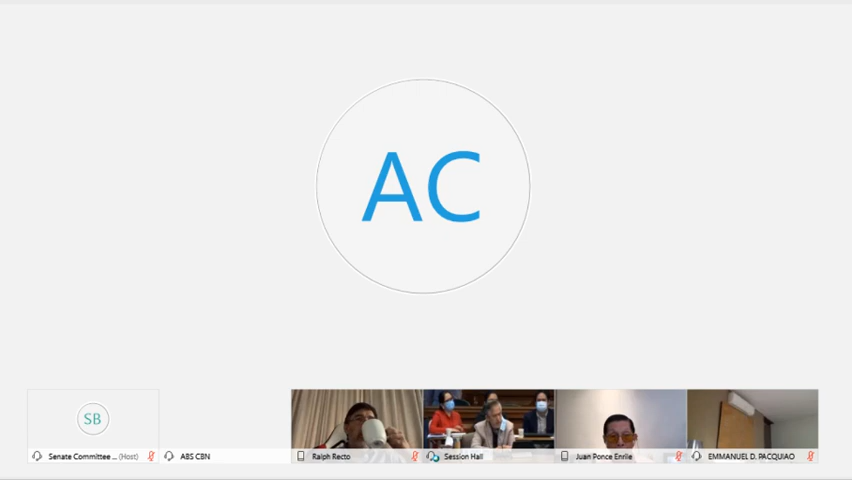 AC
SB
Senate Committee ... (Host)
ABS CBN
Ralph Recto
Session Hall
Juan Ponce Enrile
EMMANUEL D. PACQUIAO